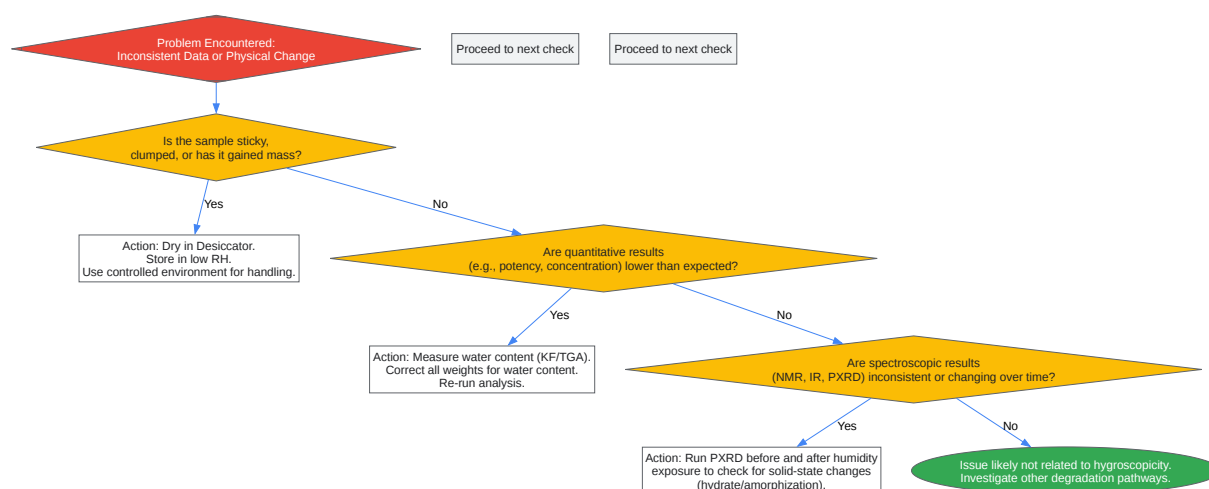 Problem Encountered:
Inconsistent Data or Physical Change
Proceed to next check
Proceed to next check
Is the sample sticky,
clumped, or has it gained mass?
Yes
No
Action: Dry in Desiccator.
Store in low RH.
Use controlled environment for handling.
Are quantitative results
(e.g., potency, concentration) lower than expected?
Yes
No
Action: Measure water content (KF/TGA).
Correct all weights for water content.
Re-run analysis.
Are spectroscopic results
(NMR, IR, PXRD) inconsistent or changing over time?
Yes
No
Action: Run PXRD before and after humidity
exposure to check for solid-state changes
(hydrate/amorphization).
Issue likely not related to hygroscopicity.
Investigate other degradation pathways.